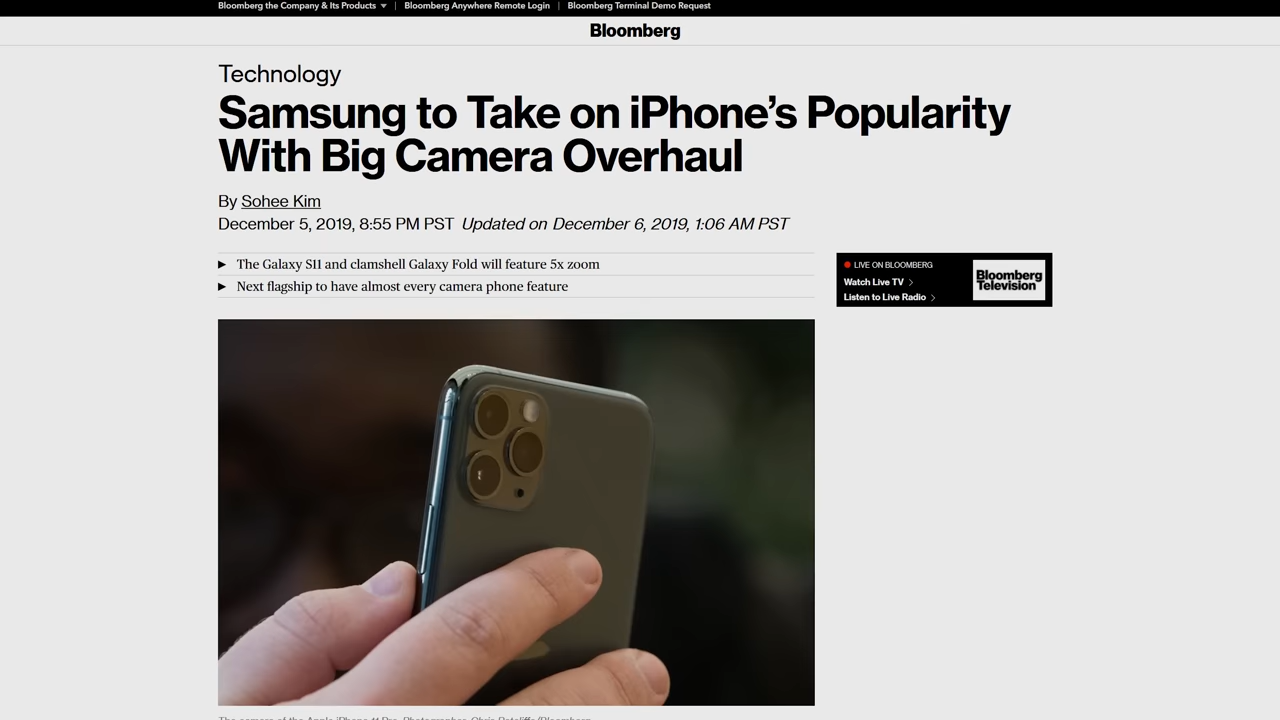 Bloomberg the Company & Its Products
Bloomberg Anywhere Remote Login
Bloomberg Terminal Demo Request
Bloomberg
Technology
Samsung to Take on iPhone's Popularity
With Big Camera Overhaul
By Sohee Kim
December 5, 2019, 8:55 PM PST Updated on December 6, 2019, 1:06 AM PST
The Galaxy S11 and clamshell Galaxy Fold will feature 5x zoom
Next flagship to have almost every camera phone feature
LIVE ON BLOOMBERG
Watch Live TV
Listen to Live Radio
Bloomberg
Television